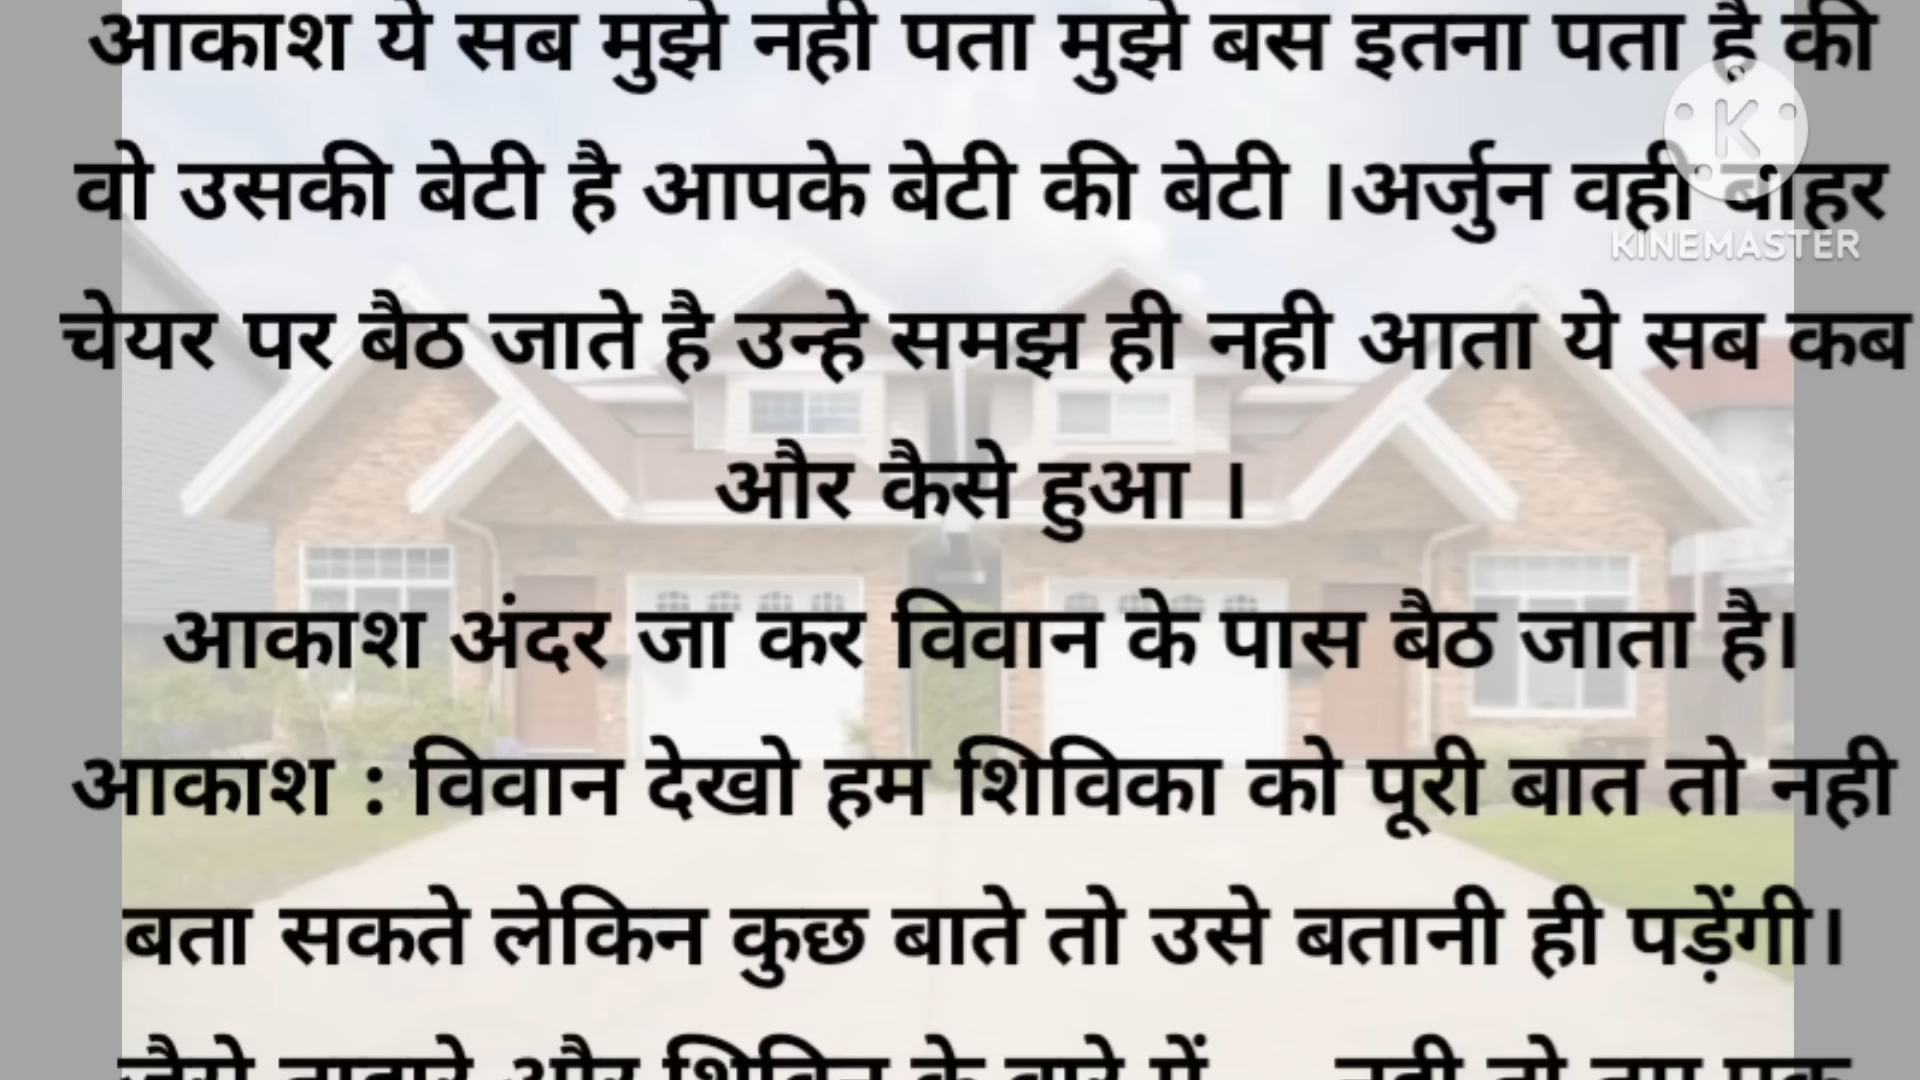 आकाश ये सब मुझे नही पता मुझे बस इतना पता है की
वो उसकी बेटी है आपके बेटी की बेटी ।अर्जुन वही बाहर
KINEMASTER
चेयर पर बैठ जाते है उन्हे समझ ही नही आता ये सब कब
और कैसे हुआ ।
आकाश अंदर जा कर विवान के पास बैठ जाता है।
आकाश : विवान देखो हम शिविका को पूरी बात तो नही
बता सकते लेकिन कुछ बाते तो उसे बतानी ही पड़ेंगी।
और के बारे में